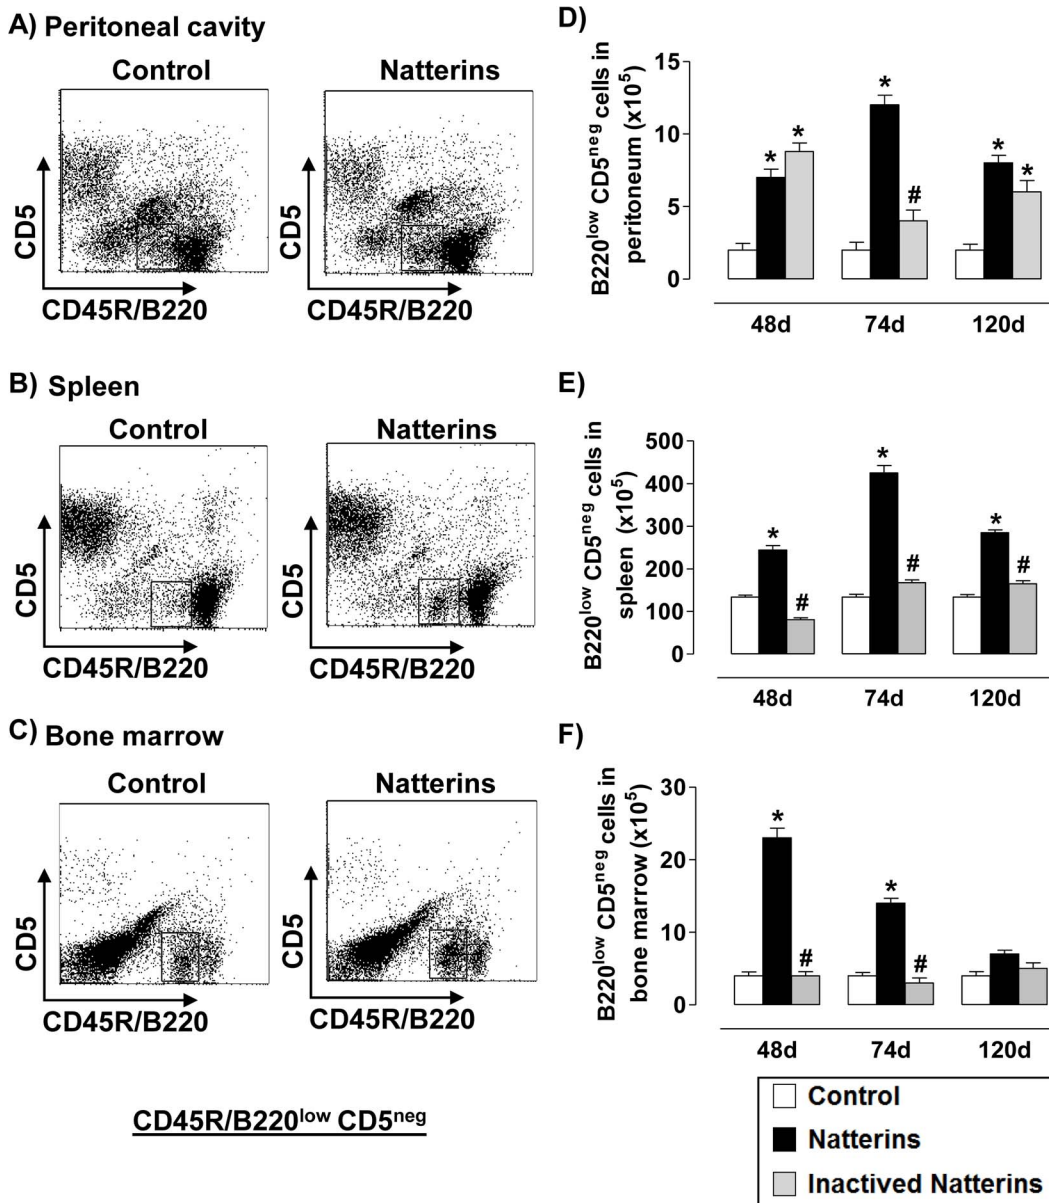 A) Peritoneal cavity
Control
Natterins
CD5
CD45R/B220
CD5
CD45R/B220
B) Spleen
Control
Natterins
CD5
CD45R/B220
CD5
CD45R/B220
C) Bone marrow
Control
Natterins
CD5
CD45R/B220
CD5
CD45R/B220
CD45R/B220low CD5neg
D)
B220low CD5neg cells in
peritoneum (x10⁵)
15
10
5
0
* * * # * *
48d 74d 120d
E)
B220low CD5neg cells in
spleen (x10⁵)
500
400
300
200
100
0
* # * # * #
48d 74d 120d
F)
B220low CD5neg cells in
bone marrow (x10⁵)
30
20
10
0
* # * #
48d 74d 120d
Control
Natterins
Inactived Natterins